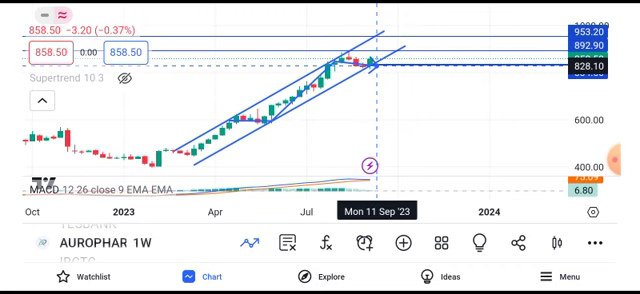 858.50 −3.20 (−0.37%)
858.50 0.00 858.50
Supertrend 10 3
953.20
892.90
828.10
600.00
400.00
MACD 12 26 close 9 EMA EMA
6.80
Oct 2023 Apr Jul Mon 11 Sep '23 2024
AUROPHAR 1W
Watchlist Chart Explore Ideas Menu